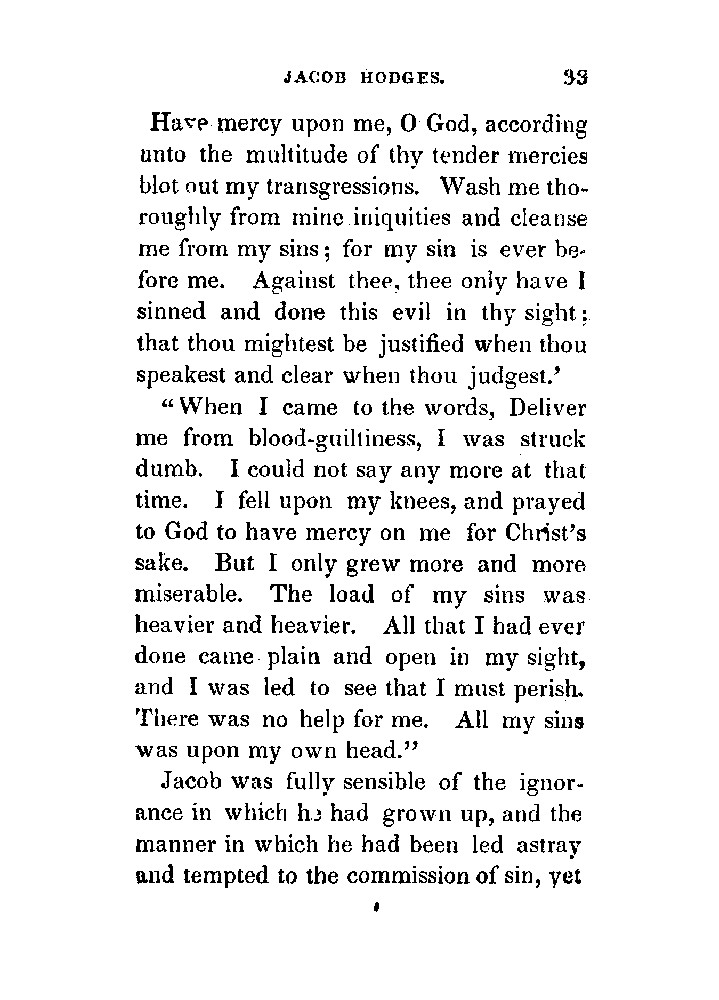 JACOB HODGES. 33
Have mercy upon me, O God, according
unto the multitude of thy tender mercies
blot out my transgressions. Wash me tho-
roughly from mine iniquities and cleanse
me from my sins; for my sin is ever be-
fore me. Against thee, thee only have I
sinned and done this evil in thy sight;
that thou mightest be justified when thou
speakest and clear when thou judgest.'
"When I came to the words, Deliver
me from blood-guiltiness, I was struck
dumb. I could not say any more at that
time. I fell upon my knees, and prayed
to God to have mercy on me for Christ's
sake. But I only grew more and more
miserable. The load of my sins was
heavier and heavier. All that I had ever
done came plain and open in my sight,
and I was led to see that I must perish.
There was no help for me. All my sins
was upon my own head."
Jacob was fully sensible of the ignor-
ance in which he had grown up, and the
manner in which he had been led astray
and tempted to the commission of sin, yet